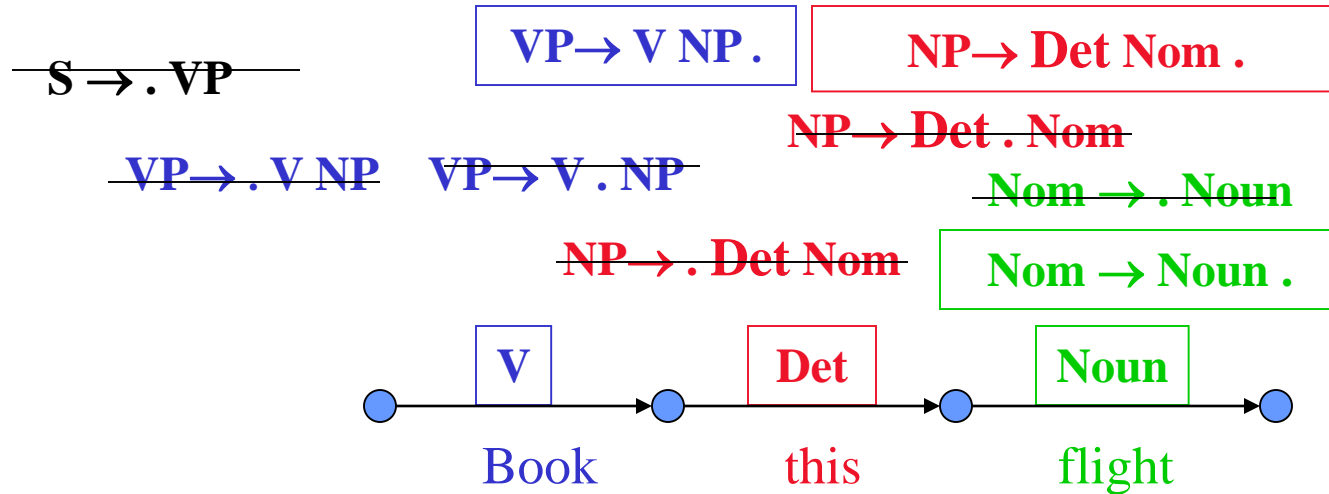 VP→ V NP .
NP→ Det Nom .
S → . VP
NP→ Det . Nom
VP→ . V NP
VP→ V . NP
Nom → . Noun
NP→ . Det Nom
Nom → Noun .
V
Det
Noun
Book
this
flight